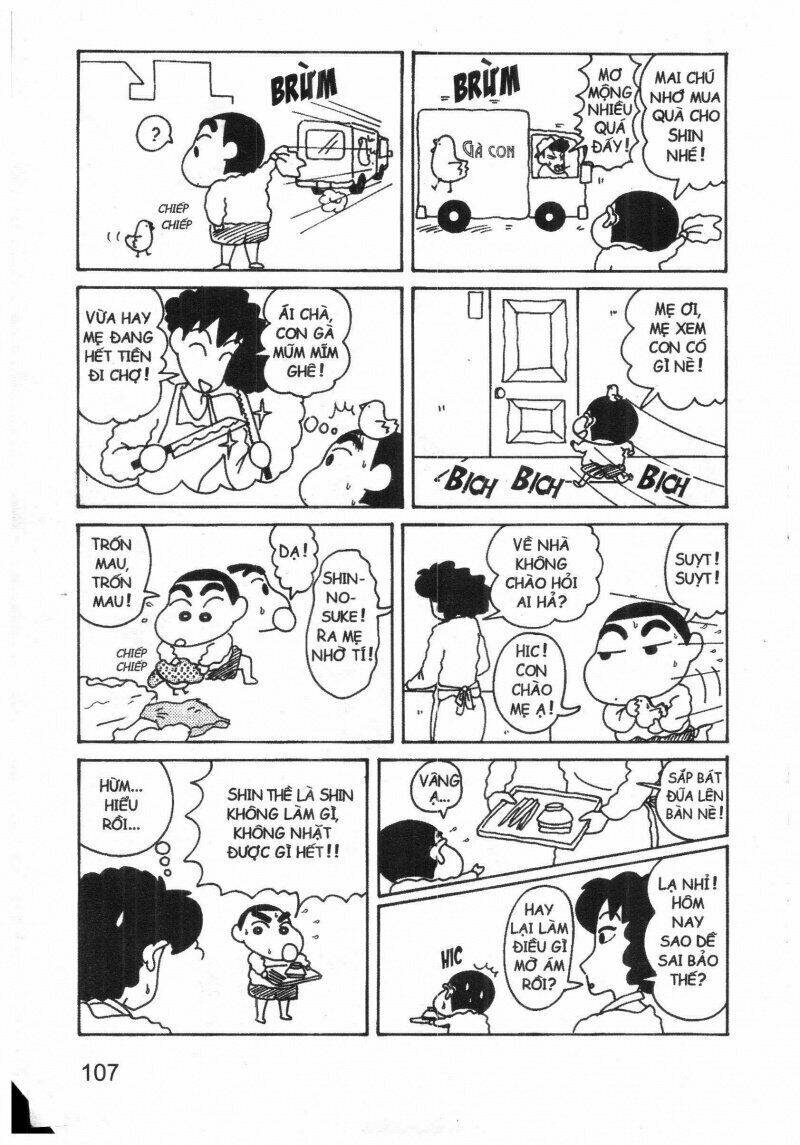 MAI CHÚ
NHỚ MUA
QUÀ CHO
SHIN
NHÉ!
MƠ
MỘNG
NHIỀU
QUÁ
ĐẤY!
BRỪM
GÀ CON
BRỪM
?
CHIẾP
CHIẾP
MẸ ƠI,
MẸ XEM
CON CÓ
GÌ NÈ!
BỊCH
BỊCH
BỊCH
ÁI CHÀ,
CON GÀ
MŨM MĨM
GHÊ!
VỪA HAY
MẸ ĐANG
HẾT TIỀN
ĐI CHỢ!
SUỴT!
SUỴT!
VỀ NHÀ
KHÔNG
CHÀO HỎI
AI HẢ?
HIC!
CON
CHÀO
MẸ Ạ!
SHIN-
NO-
SUKE!
RA MẸ
NHỜ TÍ!
DẠ!
TRỐN
MAU,
TRỐN
MAU!
CHIẾP
CHIẾP
SẮP BÁT
ĐŨA LÊN
BÀN NÈ!
VÂNG
Ạ...
LẠ NHỈ!
HÔM
NAY
SAO DỄ
SAI BẢO
THẾ?
HAY
LẠI LÀM
ĐIỀU GÌ
MỜ ÁM
RỒI?
HIC
SHIN THỀ LÀ SHIN
KHÔNG LÀM GÌ,
KHÔNG NHẶT
ĐƯỢC GÌ HẾT!!
HỪM...
HIỂU
RỒI...
107